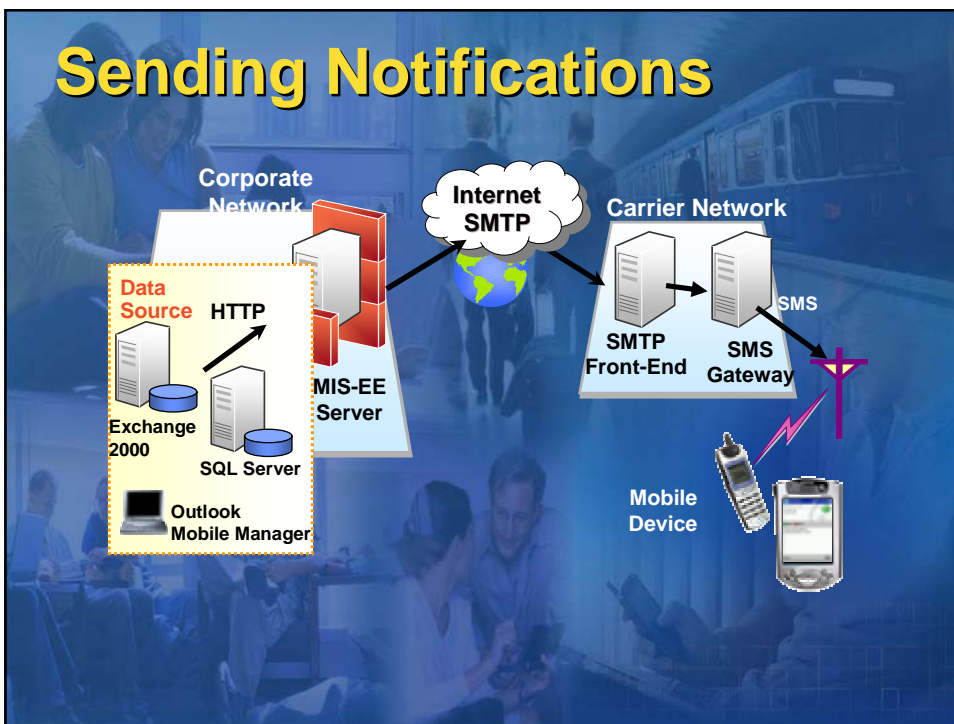 Sending Notifications
Corporate
Network
Internet
SMTP
Carrier Network
Data
Source
HTTP
SMS
SMTP
Front-End
SMS
Gateway
MIS-EE
Server
Exchange
2000
SQL Server
Outlook
Mobile Manager
Mobile
Device